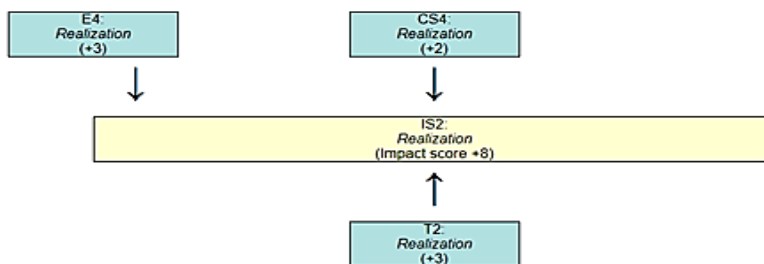 E4:
Realization
(+3)
CS4:
Realization
(+2)
IS2:
Realization
(Impact score +8)
T2:
Realization
(+3)